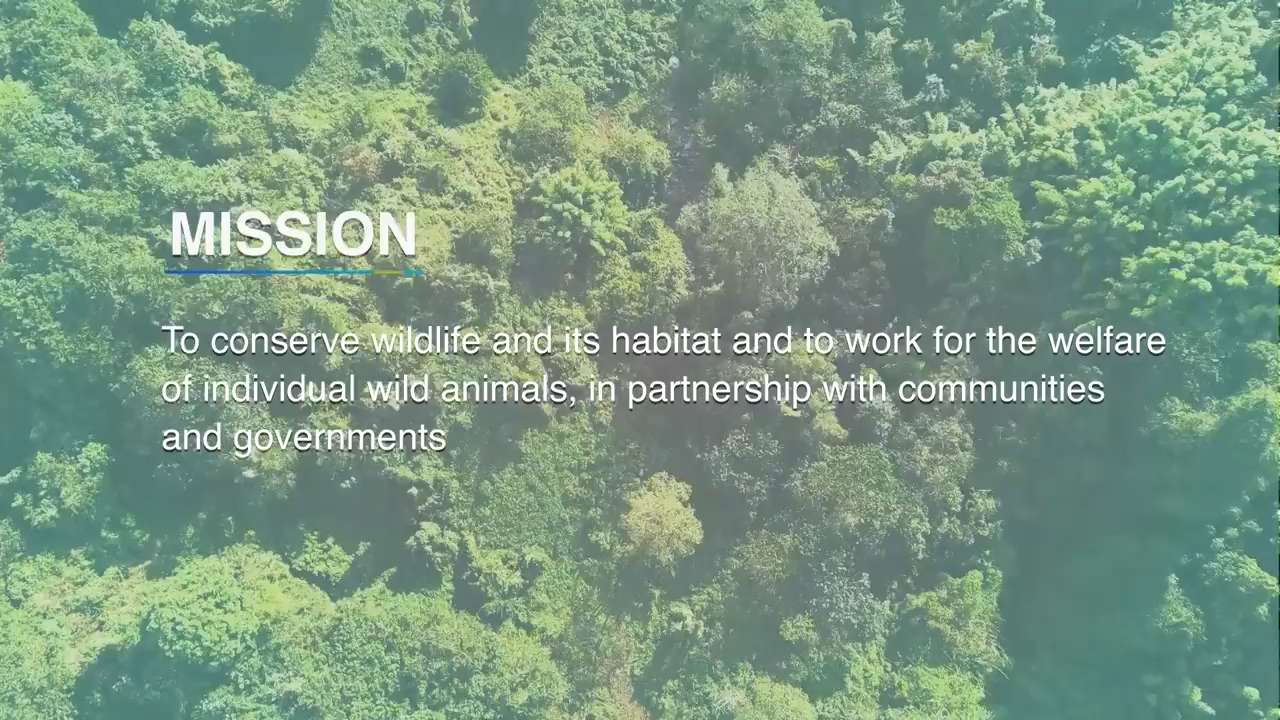 MISSION
To conserve wildlife and its habitat and to work for the welfare
of individual wild animals, in partnership with communities
and governments